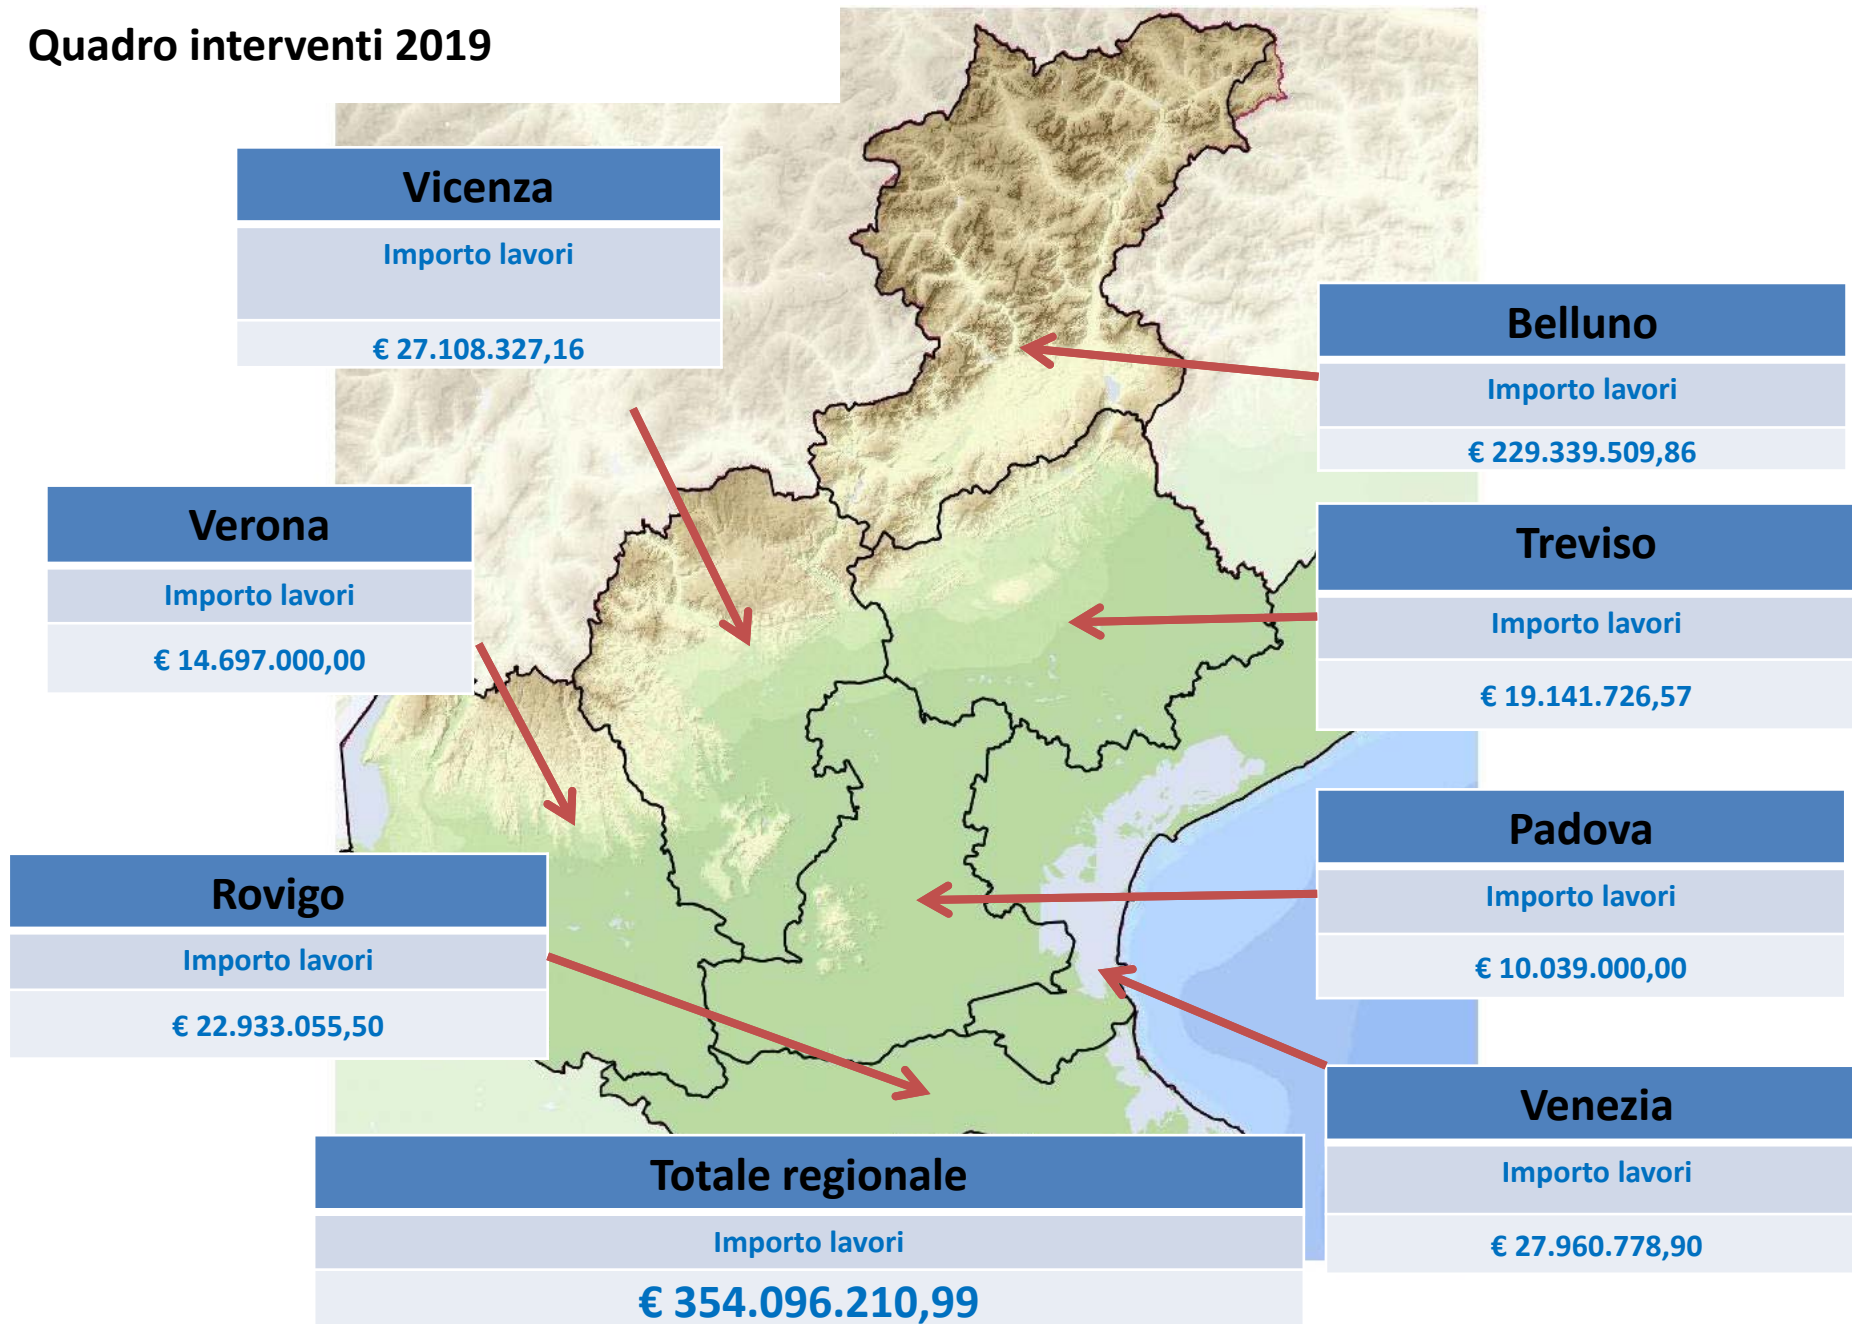 Quadro interventi 2019
Vicenza
Importo lavori
€ 27.108.327,16
Belluno
Importo lavori
€ 229.339.509,86
Verona
Importo lavori
€ 14.697.000,00
Treviso
Importo lavori
€ 19.141.726,57
Padova
Importo lavori
€ 10.039.000,00
Rovigo
Importo lavori
€ 22.933.055,50
Venezia
Importo lavori
€ 27.960.778,90
Totale regionale
Importo lavori
€ 354.096.210,99